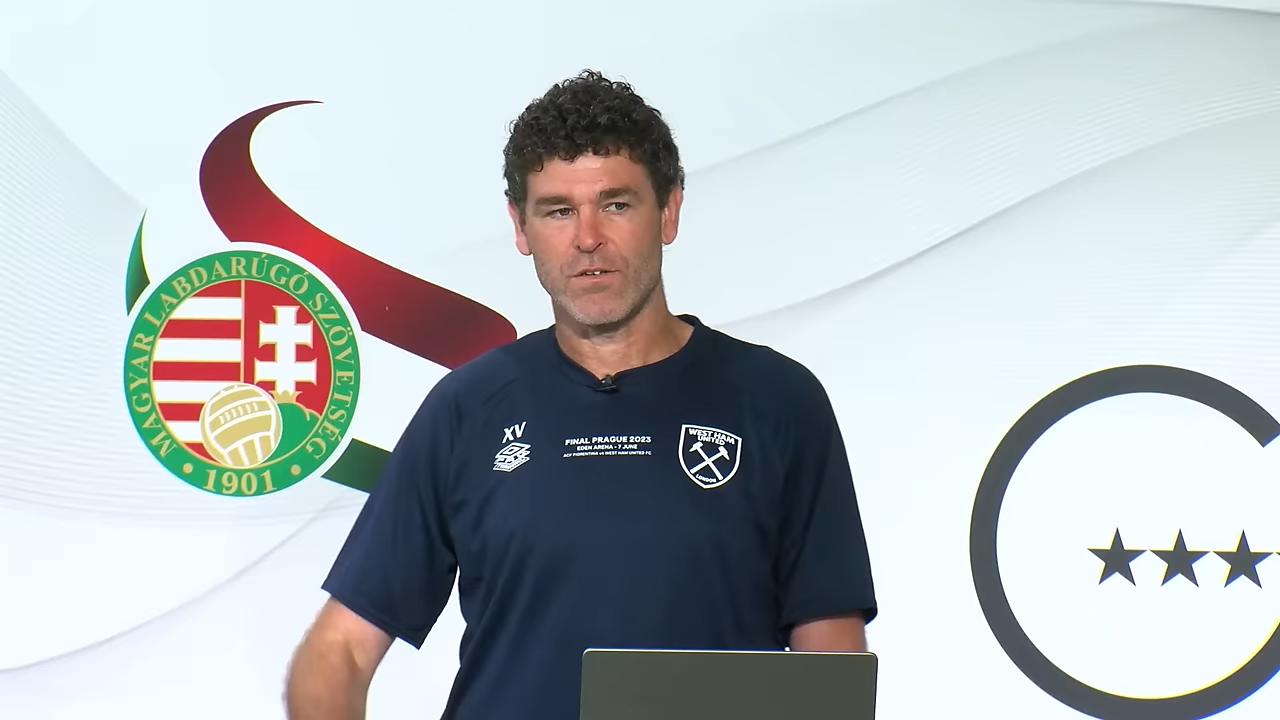 MAGYAR LABDARÚGÓ SZÖVETSÉG
• 1901 •
XV
FINAL PRAGUE 2023
EDEN ARENA - 7 JUNE
ACF FIORENTINA vs WEST HAM UNITED FC
WEST HAM
UNITED
LONDON